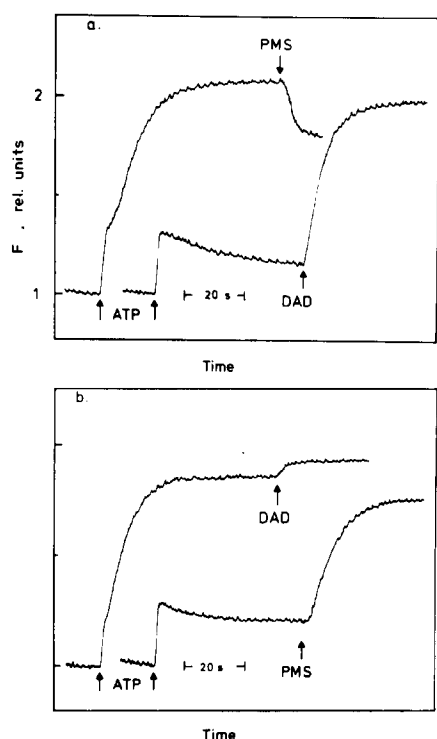 a.
PMS
2
F , rel. units
1
ATP
20 s
DAD
Time
b.
DAD
20 s
ATP
PMS
Time